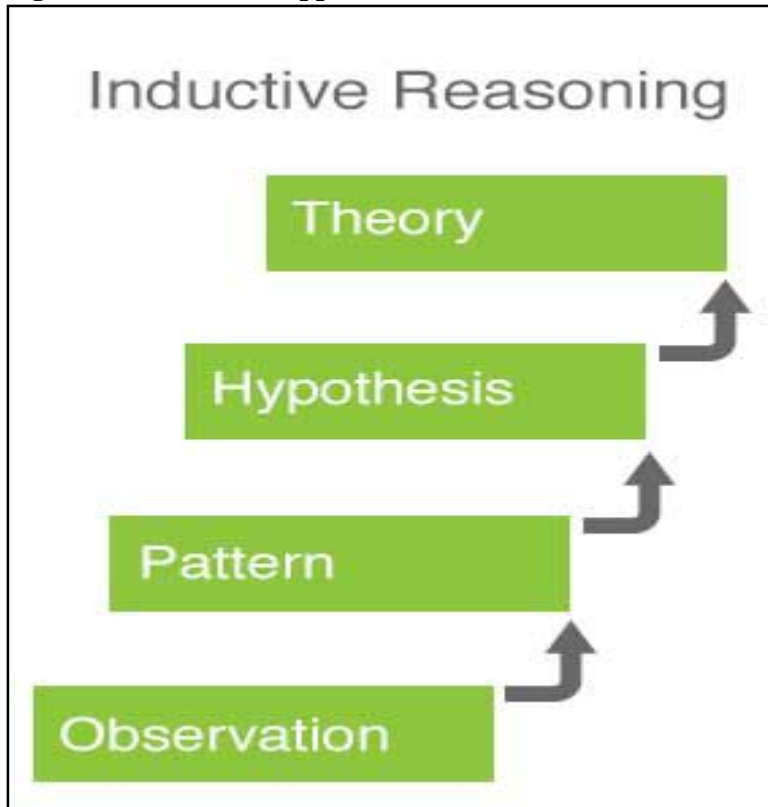 Inductive Reasoning
Theory
Hypothesis
Pattern
Observation